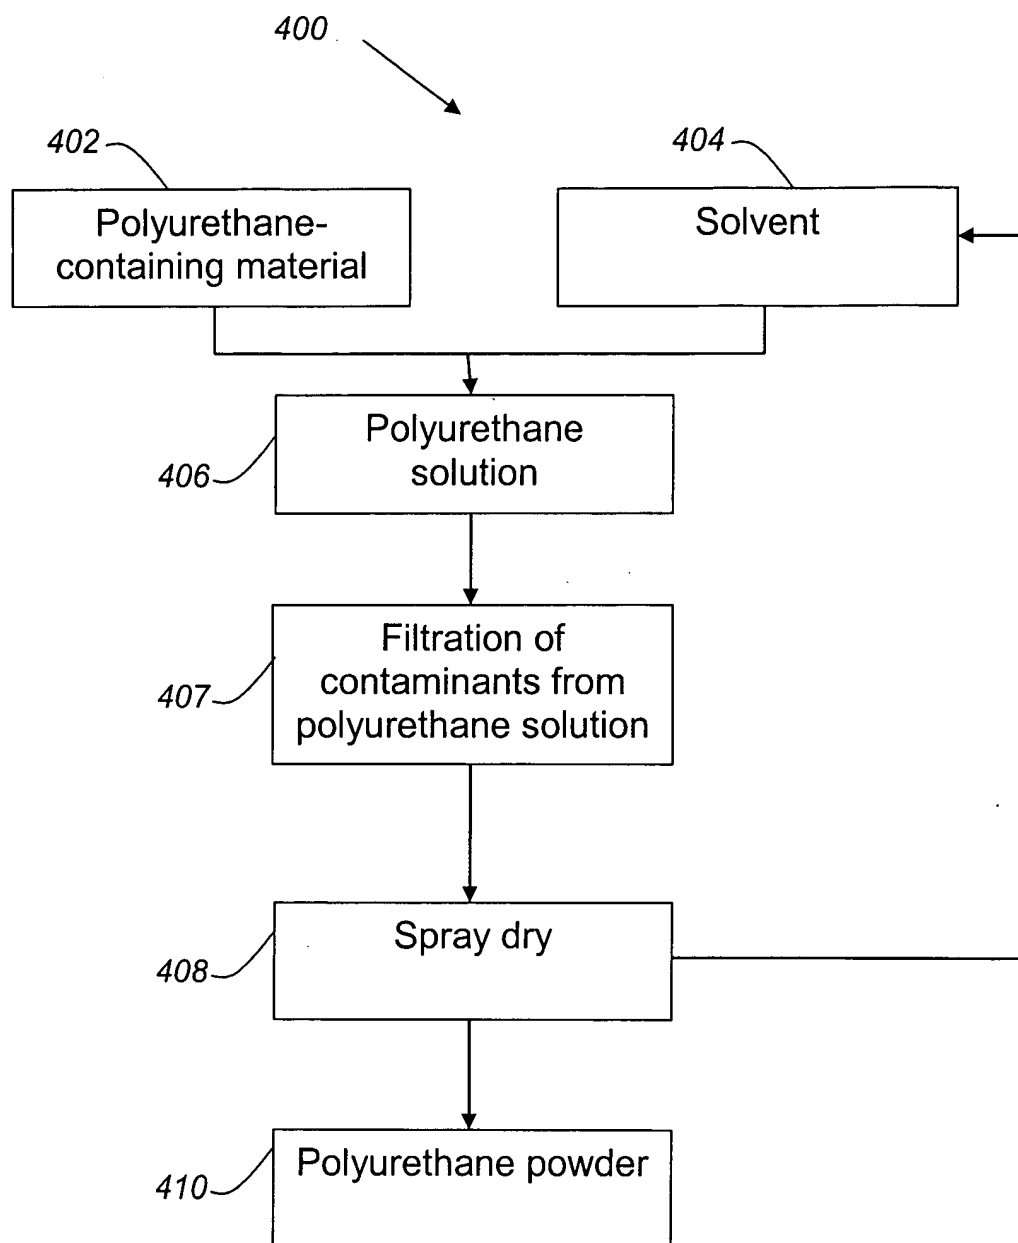 400
402
404
Polyurethane-
containing material
Solvent
Polyurethane
solution
406
Filtration of
contaminants from
polyurethane solution
407
Spray dry
408
Polyurethane powder
410